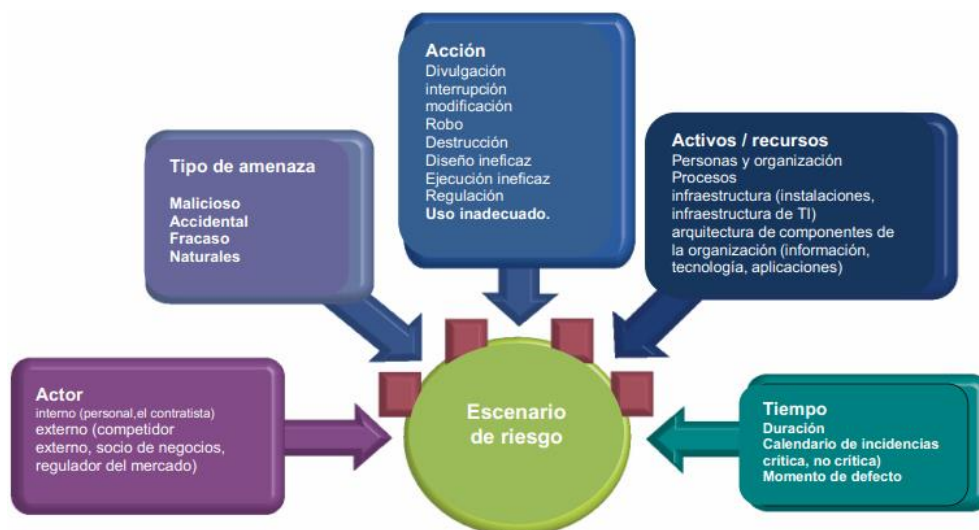 Acción
Divulgación
interrupción
modificación
Robo
Destrucción
Diseño ineficaz
Ejecución ineficaz
Regulación
Uso inadecuado.
Tipo de amenaza
Malicioso
Accidental
Fracaso
Naturales
Activos / recursos
Personas y organización
Procesos
infraestructura (instalaciones,
infraestructura de TI)
arquitectura de componentes de
la organización (información,
tecnología, aplicaciones)
Actor
interno (personal,el contratista)
externo (competidor
externo, socio de negocios,
regulador del mercado)
Escenario
de riesgo
Tiempo
Duración
Calendario de incidencias
crítica, no crítica)
Momento de defecto